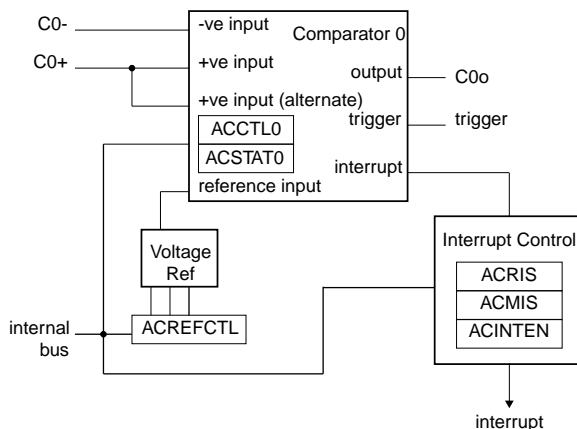 C0-
-ve input
Comparator 0
C0+
+ve input
output
C0o
+ve input (alternate)
trigger
trigger
ACCTL0
ACSTAT0
interrupt
reference input
Voltage
Ref
Interrupt Control
ACRIS
ACMIS
ACINTEN
internal
bus
ACREFCTL
interrupt